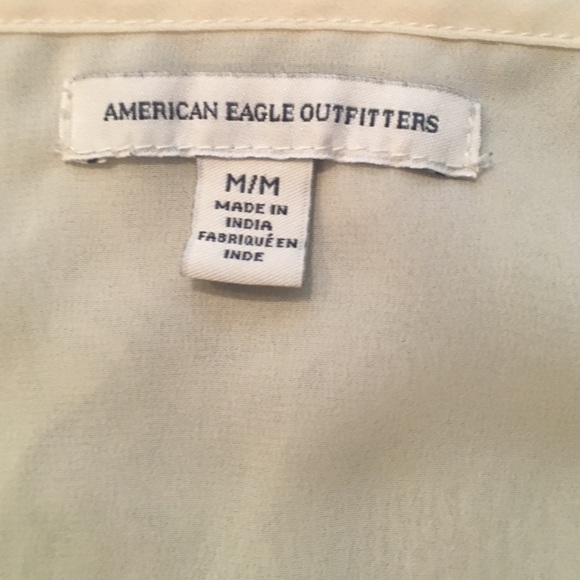 AMERICAN EAGLE OUTFITTERS
M/M
MADE IN
INDIA
FABRIQUÉ EN
INDE